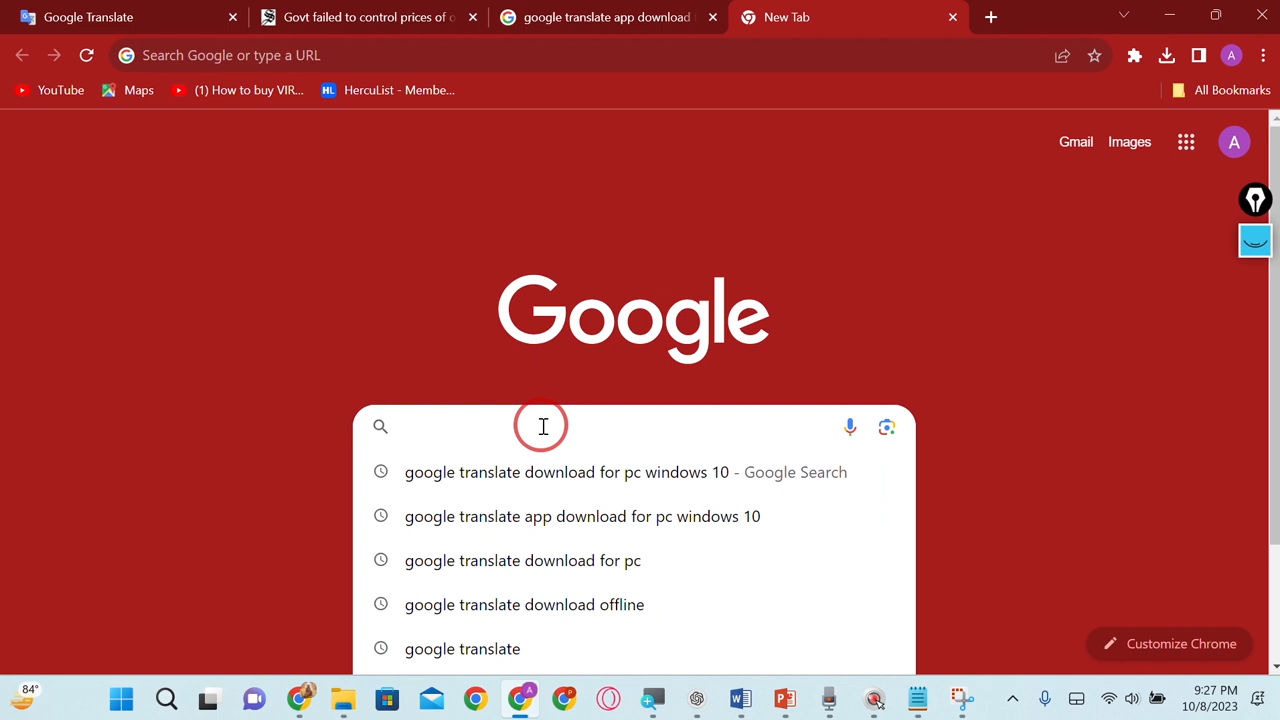 Google Translate
Govt failed to control prices of
google translate app download
New Tab
Search Google or type a URL
YouTube
Maps
(1) How to buy VIR...
HL HercuList - Membe...
All Bookmarks
A
Gmail Images
A
Google
google translate download for pc windows 10 - Google Search
google translate app download for pc windows 10
google translate download for pc
google translate download offline
google translate
Customize Chrome
84°
9:27 PM
10/8/2023